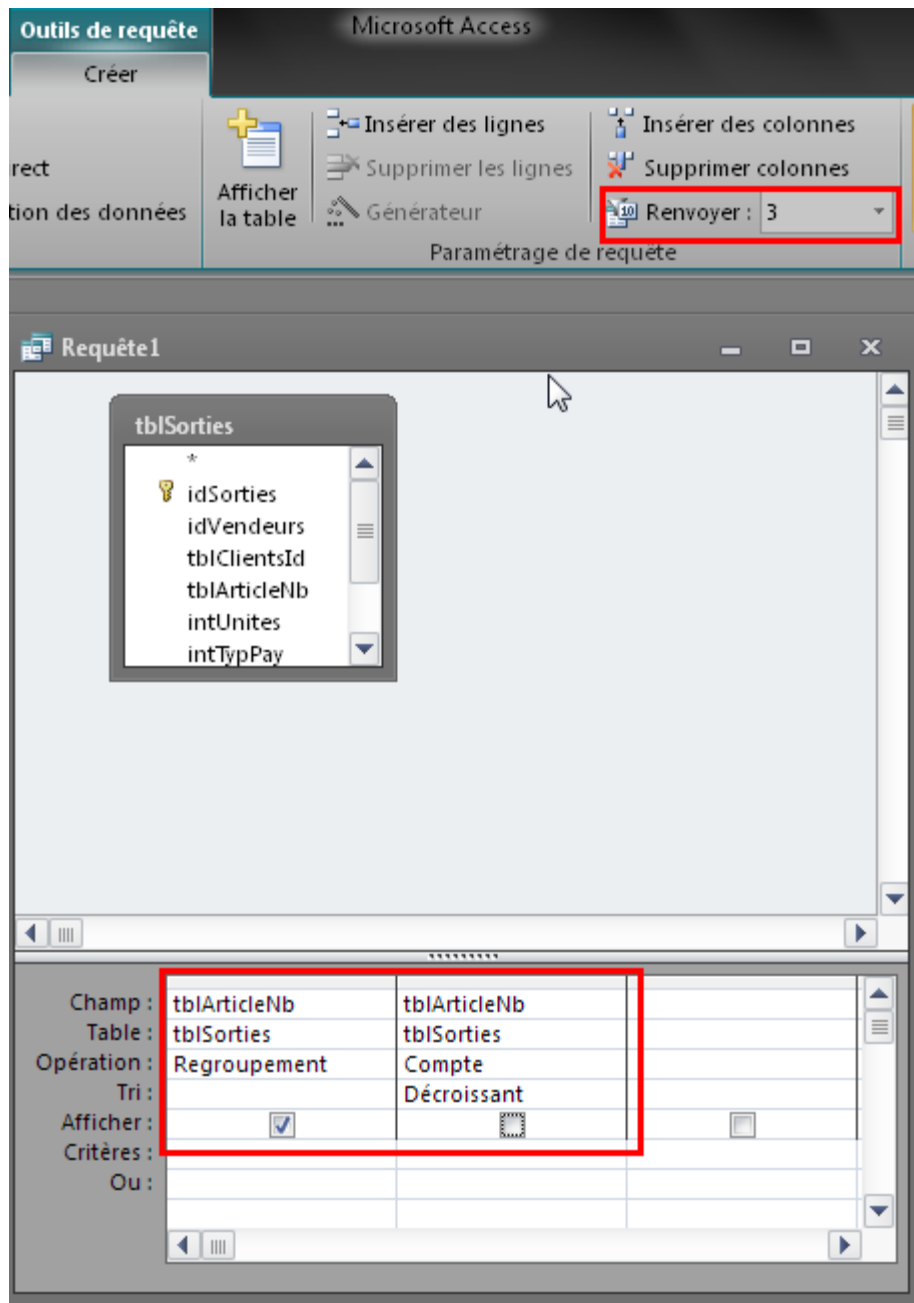 Outils de requête
Microsoft Access
Créer
rect
tion des données
Afficher
la table
Insérer des lignes
Supprimer les lignes
Générateur
Insérer des colonnes
Supprimer colonnes
Renvoyer : 3
Paramétrage de requête
Requête1
tblSorties
*
idSorties
idVendeurs
tblClientsId
tblArticleNb
intUnites
intTypPay
Champ : tblArticleNb tblArticleNb
Table : tblSorties tblSorties
Opération : Regroupement Compte
Tri : Décroissant
Afficher :
Critères :
Ou :